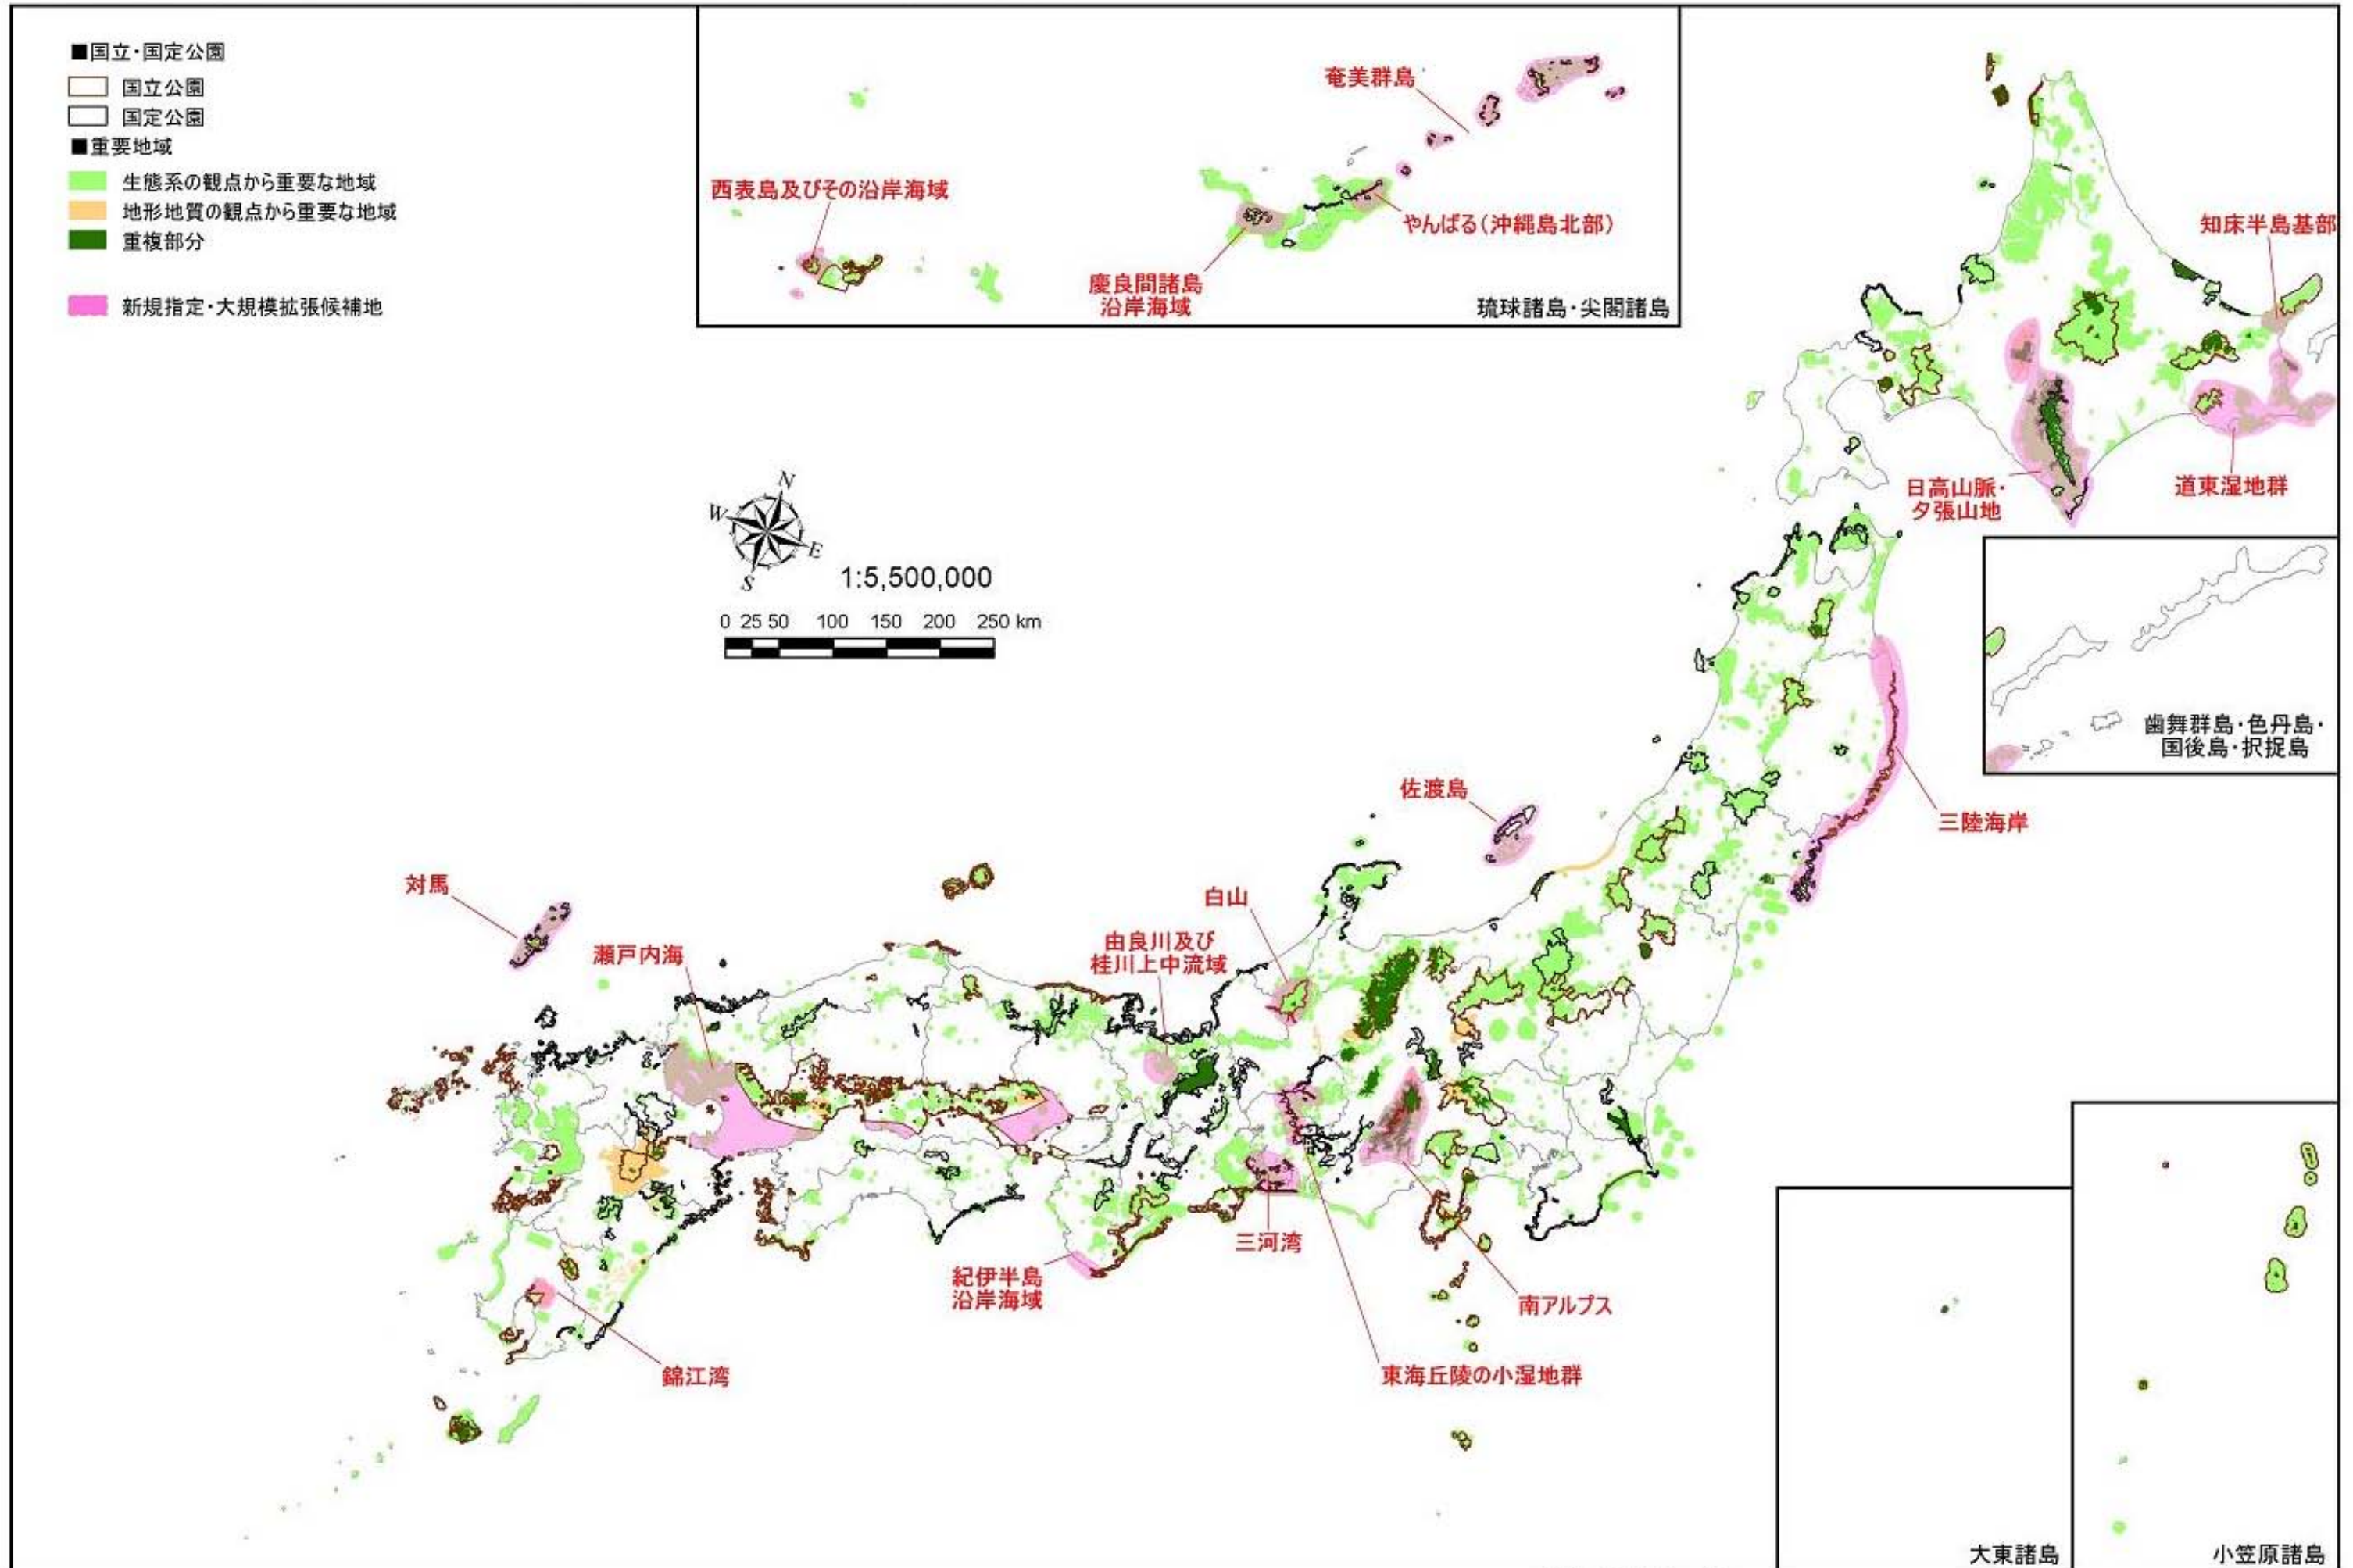 ■国立・国定公園
国立公園
国定公園
■重要地域
生態系の観点から重要な地域
地形地質の観点から重要な地域
重複部分
新規指定・大規模拡張候補地
奄美群島
西表島及びその沿岸海域
やんばる(沖縄島北部)
慶良間諸島
沿岸海域
琉球諸島・尖閣諸島
知床半島基部
日高山脈・
夕張山地
道東湿地群
N
W
E
S
1:5,500,000
0 25 50 100 150 200 250 km
歯舞群島・色丹島・
国後島・択捉島
佐渡島
三陸海岸
対馬
白山
瀬戸内海
由良川及び
桂川上中流域
三河湾
紀伊半島
沿岸海域
南アルプス
錦江湾
東海丘陵の小湿地群
大東諸島
小笠原諸島